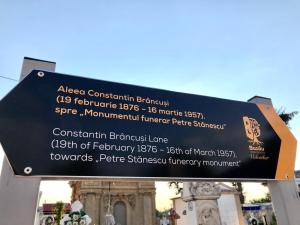 Aleea Constantin Brâncuși
(19 februarie 1876 - 16 martie 1957).
spre „Monumentul funerar Petre Stănescu"
Constantin Brâncuși Lane
(19th of February 1876 -16th of March 1957),
towards „Petre Stănescu funerary monument"
Buzău